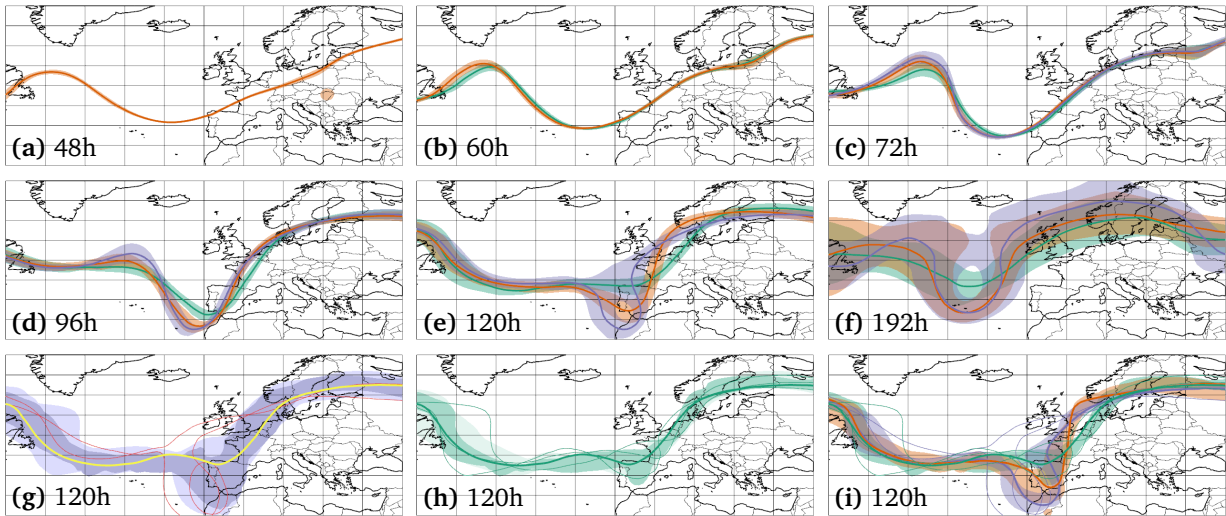 (a) 48h
(b) 60h
(c) 72h
(d) 96h
(e) 120h
(f) 192h
(g) 120h
(h) 120h
(i) 120h